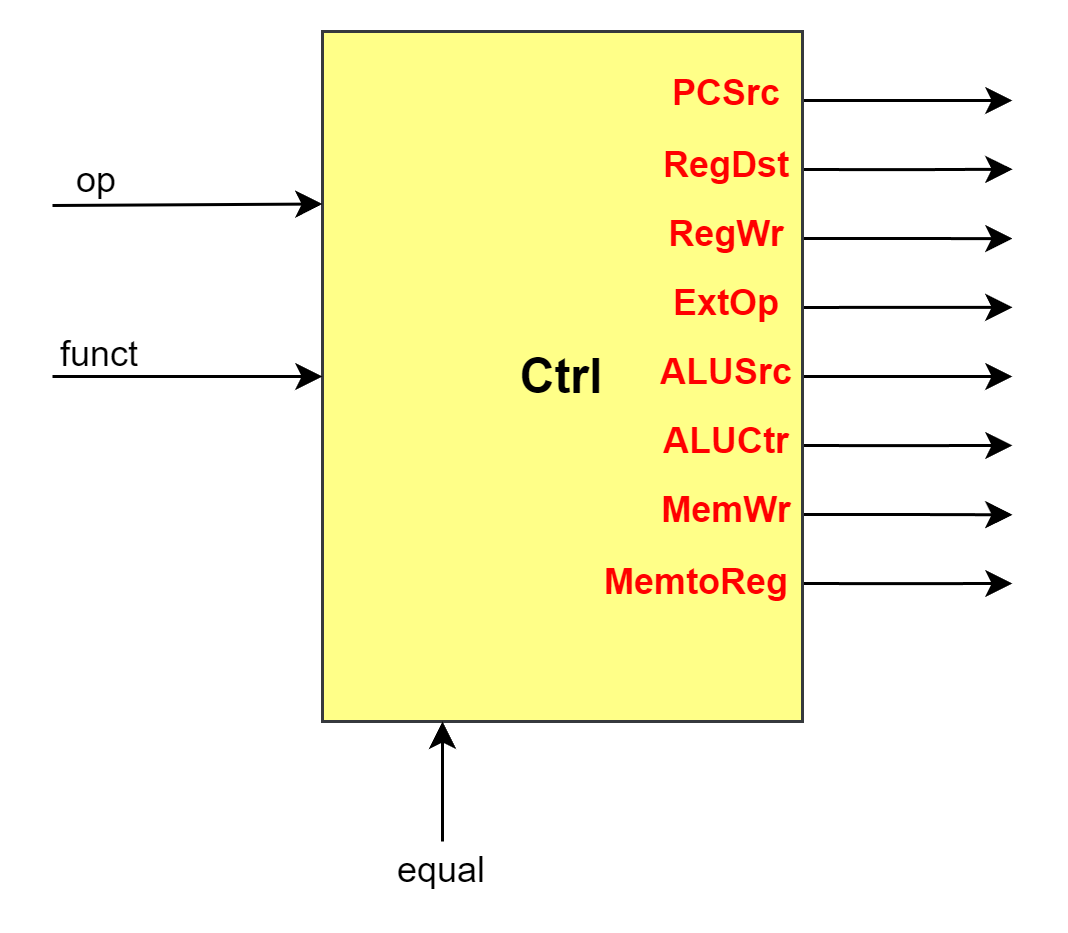 PCSrc
op
RegDst
RegWr
ExtOp
funct
Ctrl
ALUSrc
ALUCtr
MemWr
MemtoReg
equal